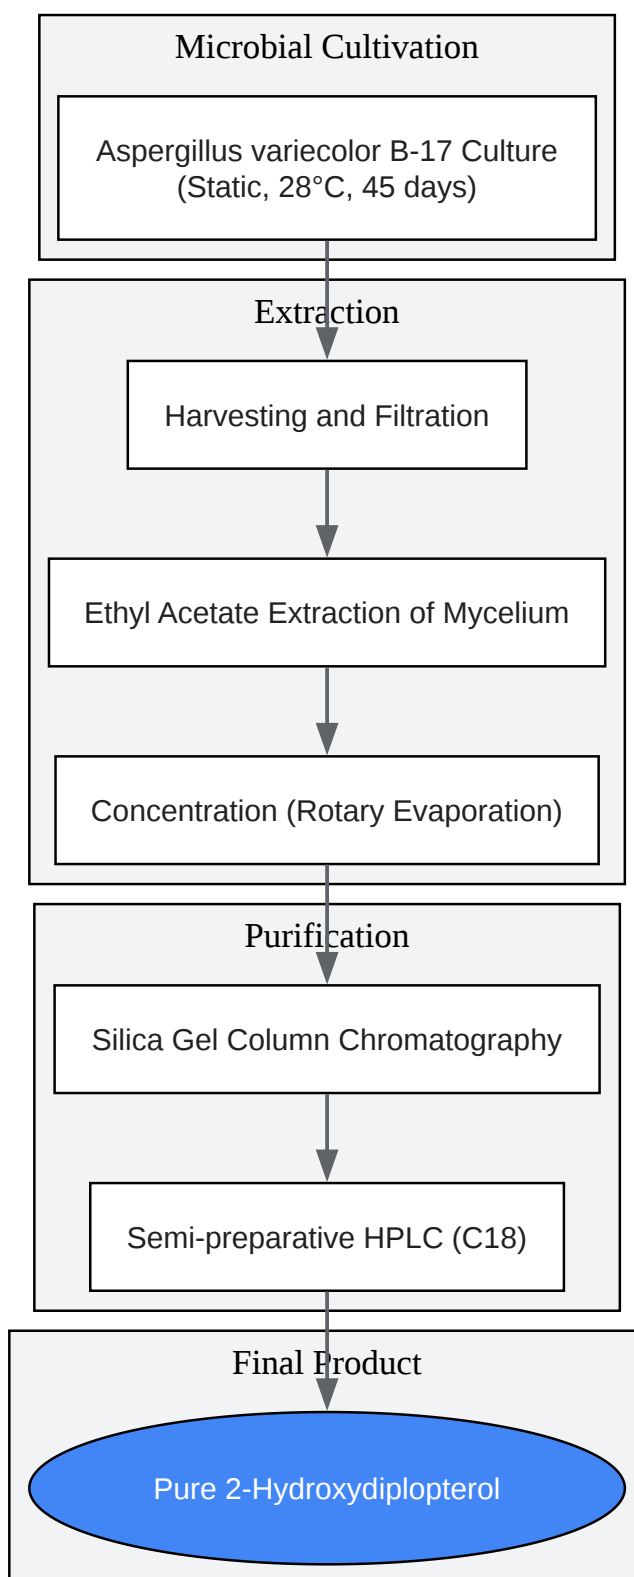 Microbial Cultivation
Aspergillus variecolor B-17 Culture
(Static, 28°C, 45 days)
Extraction
Harvesting and Filtration
Ethyl Acetate Extraction of Mycelium
Concentration (Rotary Evaporation)
Purification
Silica Gel Column Chromatography
Semi-preparative HPLC (C18)
Final Product
Pure 2-Hydroxydiplopterol